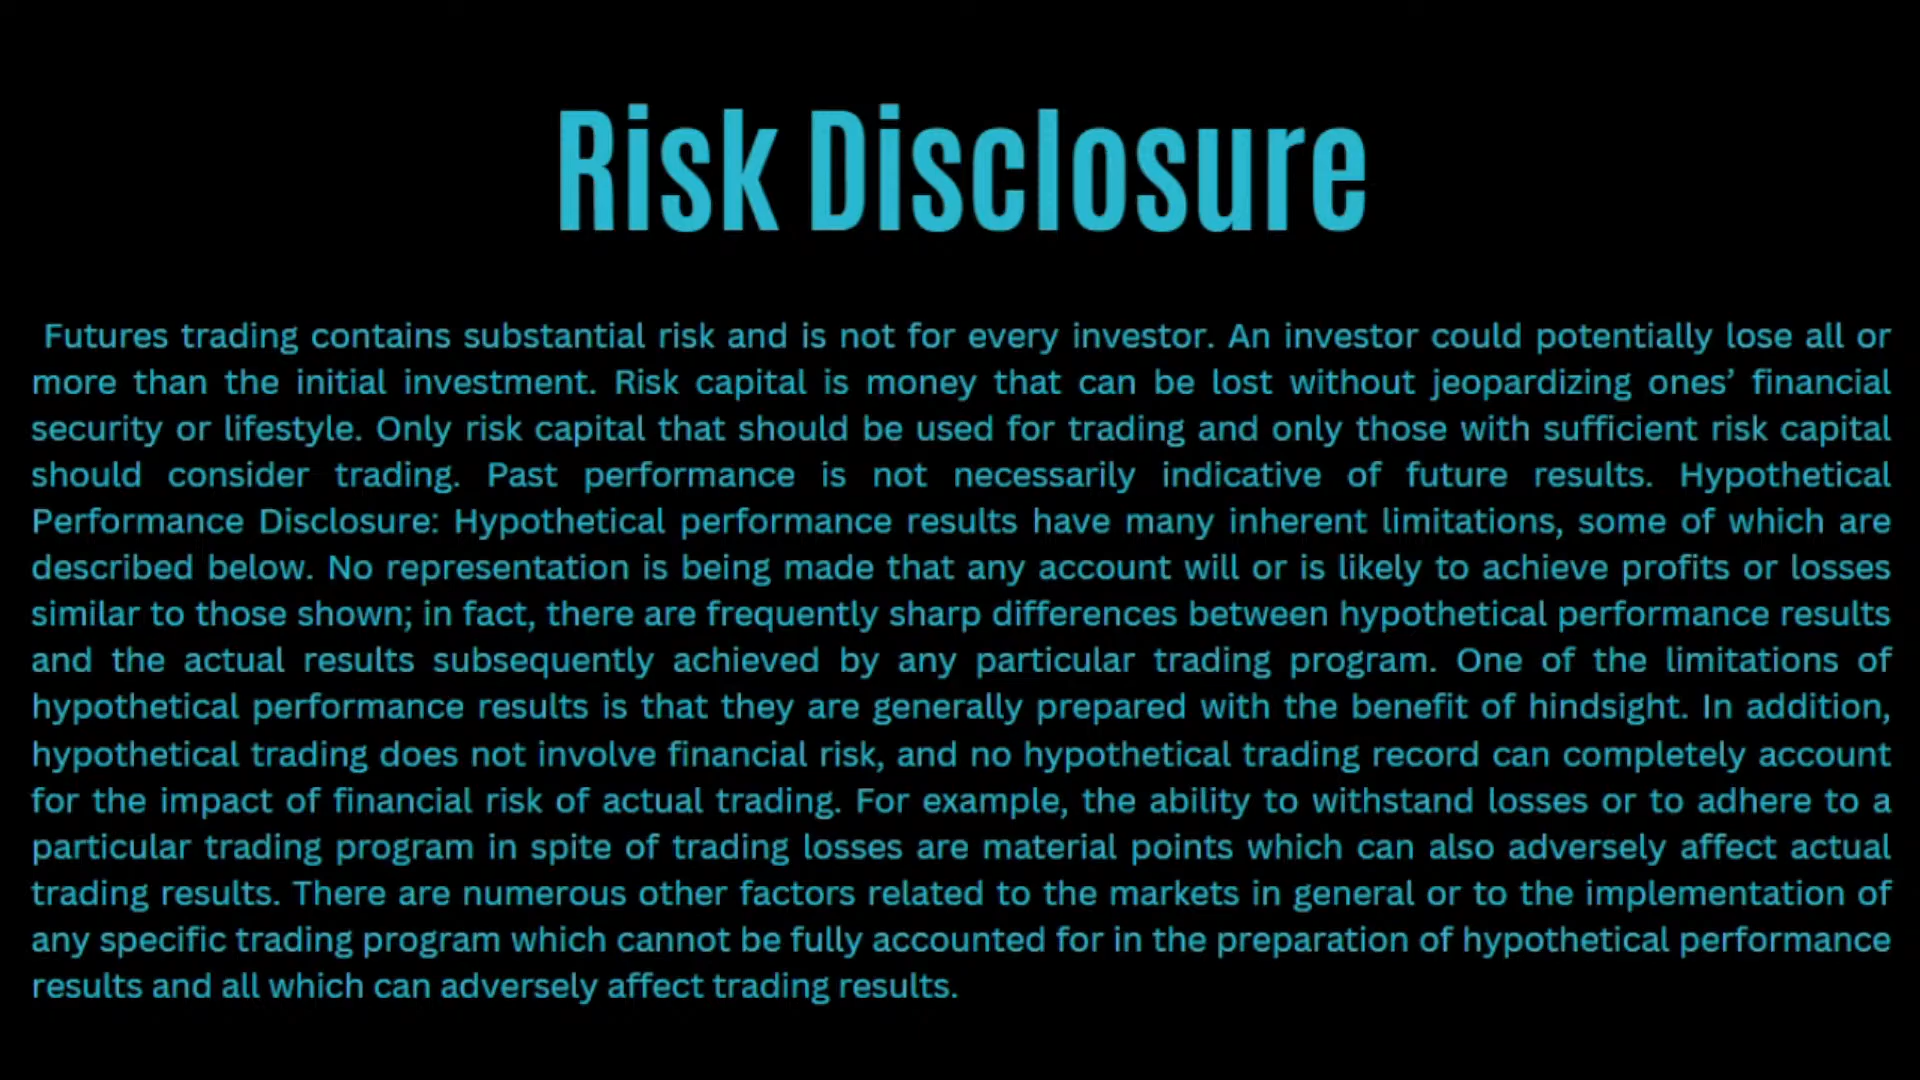 Risk Disclosure
Futures trading contains substantial risk and is not for every investor. An investor could potentially lose all or
more than the initial investment. Risk capital is money that can be lost without jeopardizing ones’ financial
security or lifestyle. Only risk capital that should be used for trading and only those with sufficient risk capital
should consider trading. Past performance is not necessarily indicative of future results. Hypothetical
Performance Disclosure: Hypothetical performance results have many inherent limitations, some of which are
described below. No representation is being made that any account will or is likely to achieve profits or losses
similar to those shown; in fact, there are frequently sharp differences between hypothetical performance results
and the actual results subsequently achieved by any particular trading program. One of the limitations of
hypothetical performance results is that they are generally prepared with the benefit of hindsight. In addition,
hypothetical trading does not involve financial risk, and no hypothetical trading record can completely account
for the impact of financial risk of actual trading. For example, the ability to withstand losses or to adhere to a
particular trading program in spite of trading losses are material points which can also adversely affect actual
trading results. There are numerous other factors related to the markets in general or to the implementation of
any specific trading program which cannot be fully accounted for in the preparation of hypothetical performance
results and all which can adversely affect trading results.